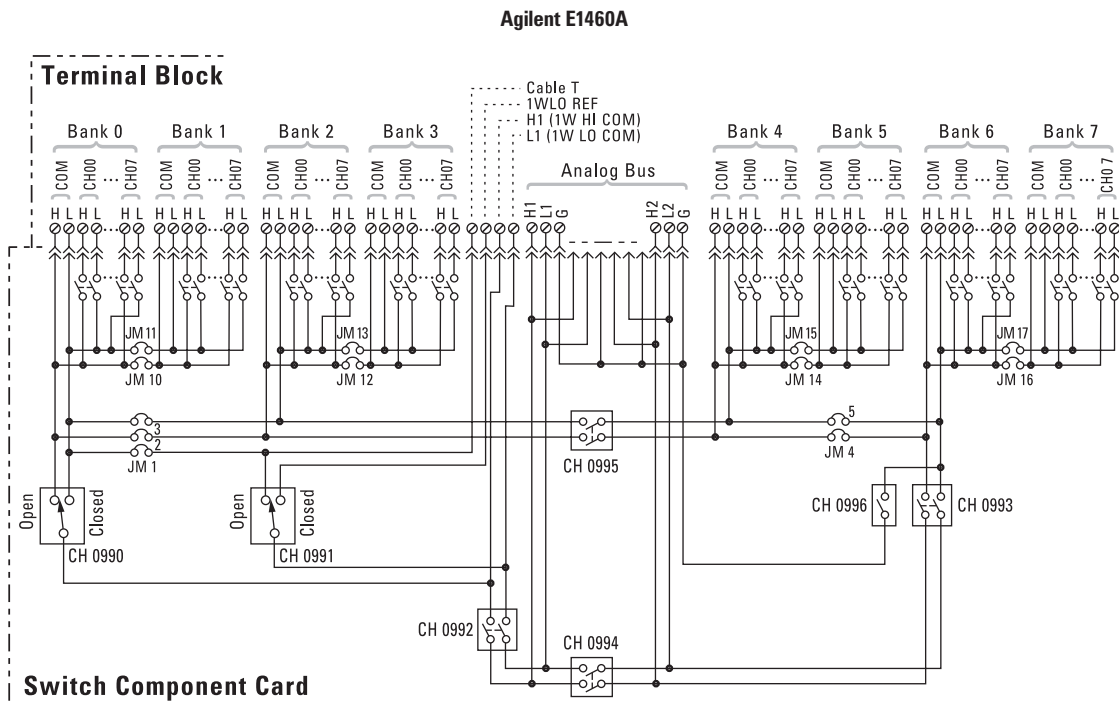 Agilent E1460A
Terminal Block
Cable T
1WLO REF
H1 (1W HI COM)
L1 (1W LO COM)
Bank 0 Bank 1 Bank 2 Bank 3 Bank 4 Bank 5 Bank 6 Bank 7
Analog Bus
COM CH00 ... CH07 COM CH00 ... CH07 COM CH00 ... CH07 COM CH00 ... CH07 COM CH00 ... CH07 COM CH00 ... CH07 COM CH00 ... CH07 COM CH00 ... CH0 7
H L H L H L H L H L H L H L H L H L H L H L H L H1 L1 G H2 L2 G H L H L H L H L H L H L H L H L H L H L H L H L
JM 11 JM 13 JM 15 JM 17
JM 10 JM 12 JM 14 JM 16
3 5
2
JM 1 JM 4
CH 0995
Open Closed Open Closed
CH 0996 CH 0993
CH 0990 CH 0991
CH 0992 CH 0994
Switch Component Card